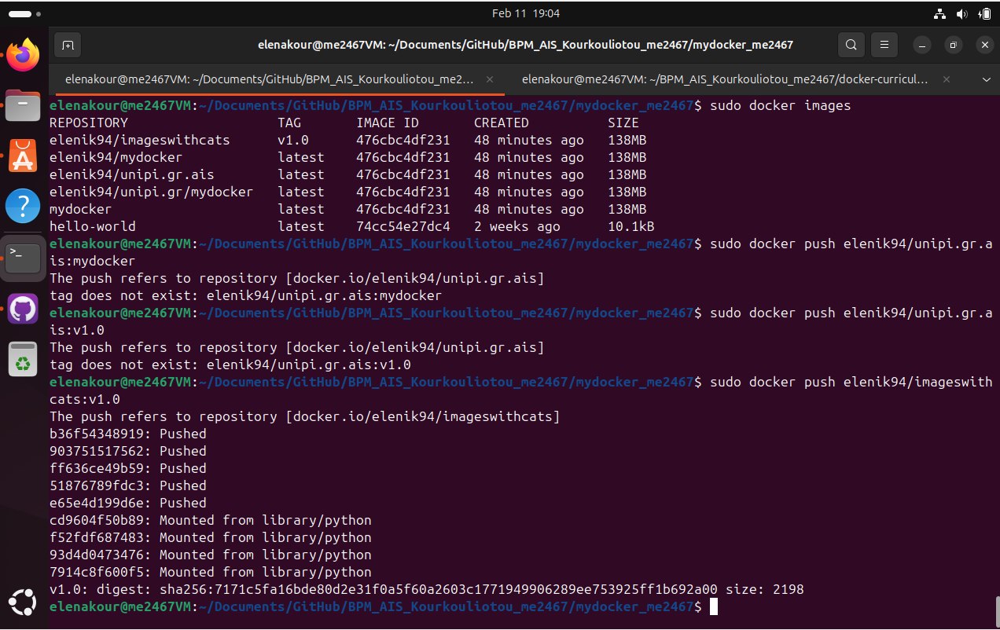 Feb 11 19:04
elenakour@me2467VM: ~/Documents/GitHub/BPM_AIS_Kourkouliotou_me2467/mydocker_me2467
elenakour@me2467VM: ~/Documents/GitHub/BPM_AIS_Kourkouliotou_me2... × elenakour@me2467VM: ~/BPM_AIS_Kourkouliotou_me2467/docker-curricul... ×
elenakour@me2467VM:~/Documents/GitHub/BPM_AIS_Kourkouliotou_me2467/mydocker_me2467$ sudo docker images
REPOSITORY TAG IMAGE ID CREATED SIZE
elenik94/imageswithcats v1.0 476cbc4df231 48 minutes ago 138MB
elenik94/mydocker latest 476cbc4df231 48 minutes ago 138MB
elenik94/unipi.gr.ais latest 476cbc4df231 48 minutes ago 138MB
elenik94/unipi.gr/mydocker latest 476cbc4df231 48 minutes ago 138MB
mydocker latest 476cbc4df231 48 minutes ago 138MB
hello-world latest 74cc54e27dc4 2 weeks ago 10.1kB
elenakour@me2467VM:~/Documents/GitHub/BPM_AIS_Kourkouliotou_me2467/mydocker_me2467$ sudo docker push elenik94/unipi.gr.a
is:mydocker
The push refers to repository [docker.io/elenik94/unipi.gr.ais]
tag does not exist: elenik94/unipi.gr.ais:mydocker
elenakour@me2467VM:~/Documents/GitHub/BPM_AIS_Kourkouliotou_me2467/mydocker_me2467$ sudo docker push elenik94/unipi.gr.a
is:v1.0
The push refers to repository [docker.io/elenik94/unipi.gr.ais]
tag does not exist: elenik94/unipi.gr.ais:v1.0
elenakour@me2467VM:~/Documents/GitHub/BPM_AIS_Kourkouliotou_me2467/mydocker_me2467$ sudo docker push elenik94/imageswith
cats:v1.0
The push refers to repository [docker.io/elenik94/imageswithcats]
b36f54348919: Pushed
903751517562: Pushed
ff636ce49b59: Pushed
51876789fdc3: Pushed
e65e4d199d6e: Pushed
cd9604f50b89: Mounted from library/python
f52fdf687483: Mounted from library/python
93d4d0473476: Mounted from library/python
7914c8f600f5: Mounted from library/python
v1.0: digest: sha256:7171c5fa16bde80d2e31f0a5f60a2603c1771949906289ee753925ff1b692a00 size: 2198
elenakour@me2467VM:~/Documents/GitHub/BPM_AIS_Kourkouliotou_me2467/mydocker_me2467$